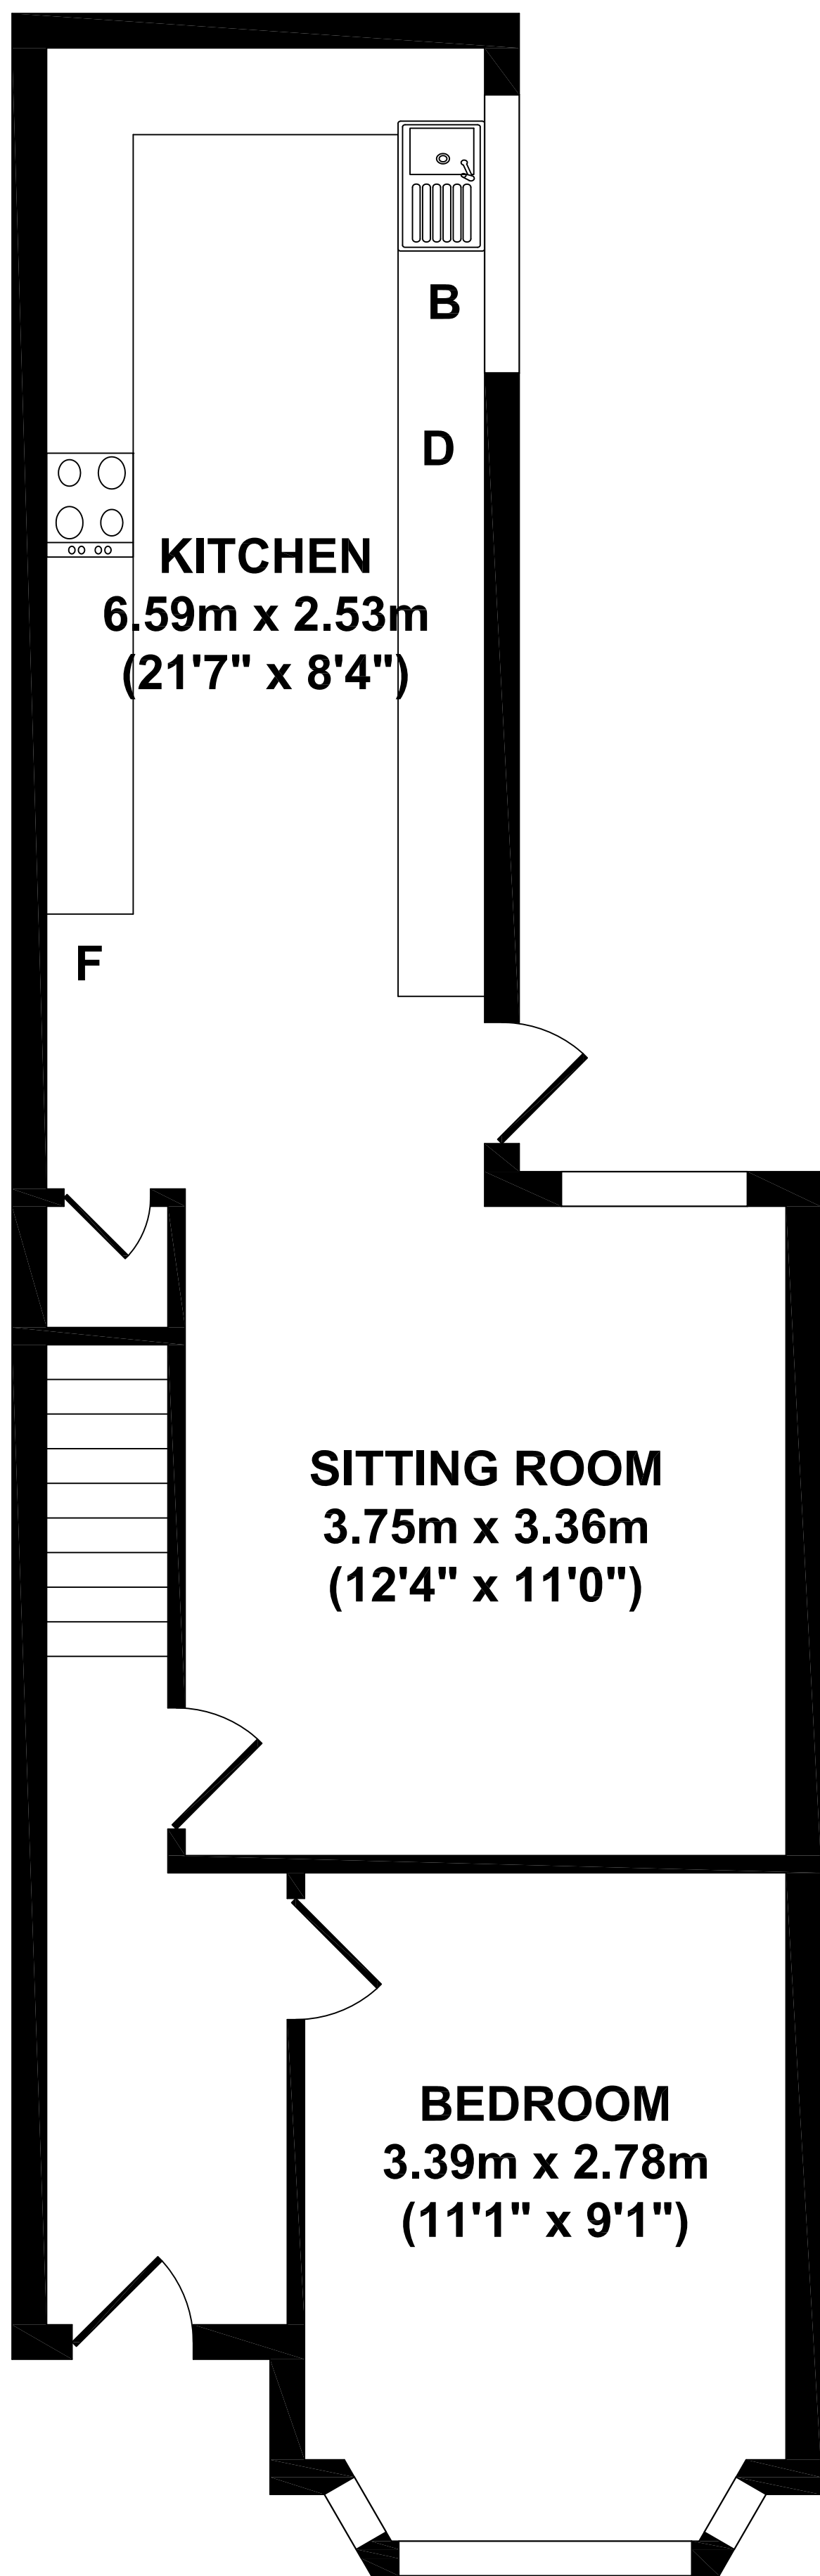 B
D
KITCHEN
6.59m x 2.53m
(21'7" x 8'4")
F
SITTING ROOM
3.75m x 3.36m
(12'4" x 11'0")
BEDROOM
3.39m x 2.78m
(11'1" x 9'1")